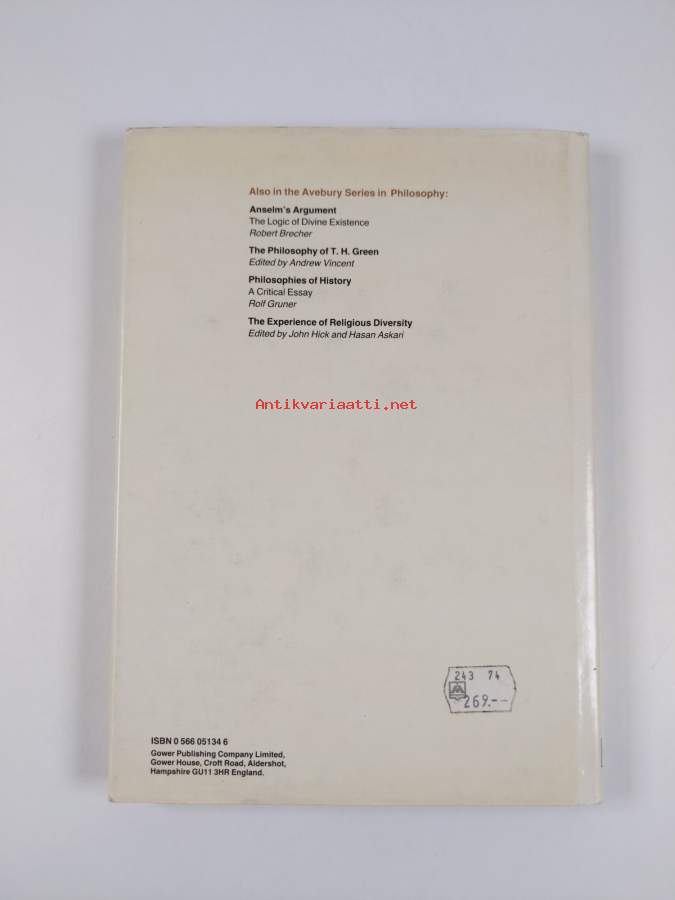 Also in the Avebury Series in Philosophy:
Anselm's Argument
The Logic of Divine Existence
Robert Brecher
The Philosophy of T. H. Green
Edited by Andrew Vincent
Philosophies of History
A Critical Essay
Rolf Gruner
The Experience of Religious Diversity
Edited by John Hick and Hasan Askari
Antikvariaatti.net
243 74
269.--
ISBN 0 566 05134 6
Gower Publishing Company Limited,
Gower House, Croft Road, Aldershot,
Hampshire GU11 3HR England.